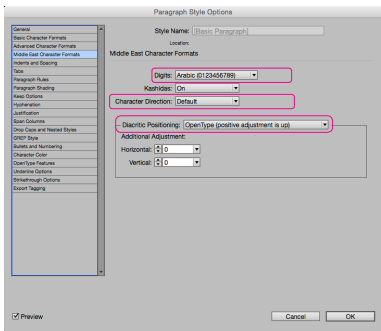 Paragraph Style Options
General
Basic Character Formats
Advanced Character Formats
Middle East Character Formats
Indents and Spacing
Tabs
Paragraph Rules
Paragraph Shading
Keep Options
Hyphenation
Justification
Span Columns
Drop Caps and Nested Styles
GREP Style
Bullets and Numbering
Character Color
OpenType Features
Underline Options
Strikethrough Options
Export Tagging
Style Name: [Basic Paragraph]
Location:
Middle East Character Formats
Digits: Arabic (0123456789)
Kashidas: On
Character Direction: Default
Diacritic Positioning: OpenType (positive adjustment is up)
Additional Adjustment:
Horizontal: 0
Vertical: 0
Preview
Cancel
OK